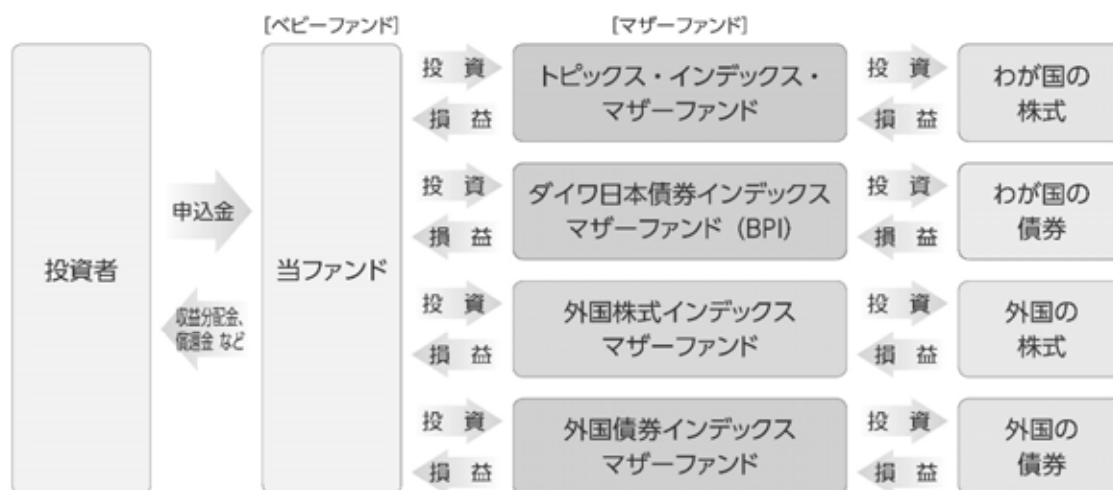 [ベビーファンド]
[マザーファンド]
投資者
申込金
収益分配金、
償還金 など
当ファンド
投 資
損 益
トピックス・インデックス・
マザーファンド
投 資
損 益
わが国の
株式
投 資
損 益
ダイワ日本債券インデックス
マザーファンド（BPI）
投 資
損 益
わが国の
債券
投 資
損 益
外国株式インデックス
マザーファンド
投 資
損 益
外国の
株式
投 資
損 益
外国債券インデックス
マザーファンド
投 資
損 益
外国の
債券